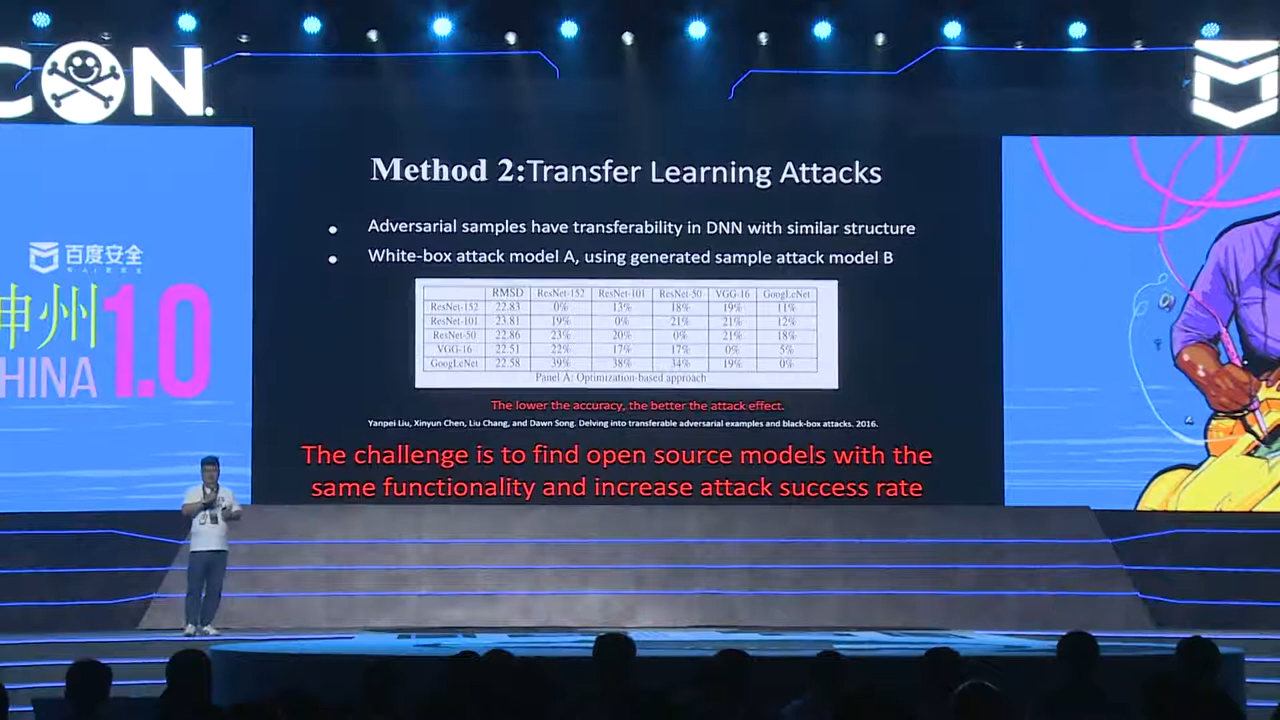 CON.
Method 2:Transfer Learning Attacks
• Adversarial samples have transferability in DNN with similar structure
• White-box attack model A, using generated sample attack model B
RMSD ResNet-152 ResNet-101 ResNet-50 VGG-16 GoogLeNet
ResNet-152 22.83 0% 13% 18% 19% 11%
ResNet-101 23.81 19% 0% 21% 21% 12%
ResNet-50 22.86 23% 20% 0% 21% 18%
VGG-16 22.51 22% 17% 17% 0% 5%
GoogLeNet 22.58 39% 38% 34% 19% 0%
Panel A: Optimization-based approach
The lower the accuracy, the better the attack effect.
Yanpei Liu, Xinyun Chen, Liu Chang, and Dawn Song. Delving into transferable adversarial examples and black-box attacks. 2016.
The challenge is to find open source models with the
same functionality and increase attack success rate
百度安全
神州1.0
HINA